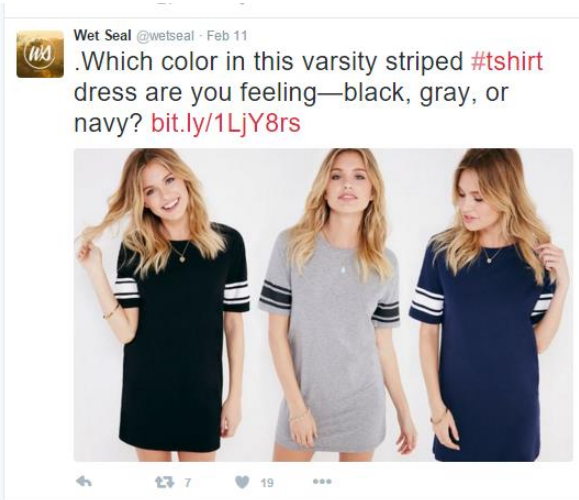 Wet Seal @wetseal · Feb 11
.Which color in this varsity striped #tshirt
dress are you feeling—black, gray, or
navy? bit.ly/1LjY8rs
ws
7
19